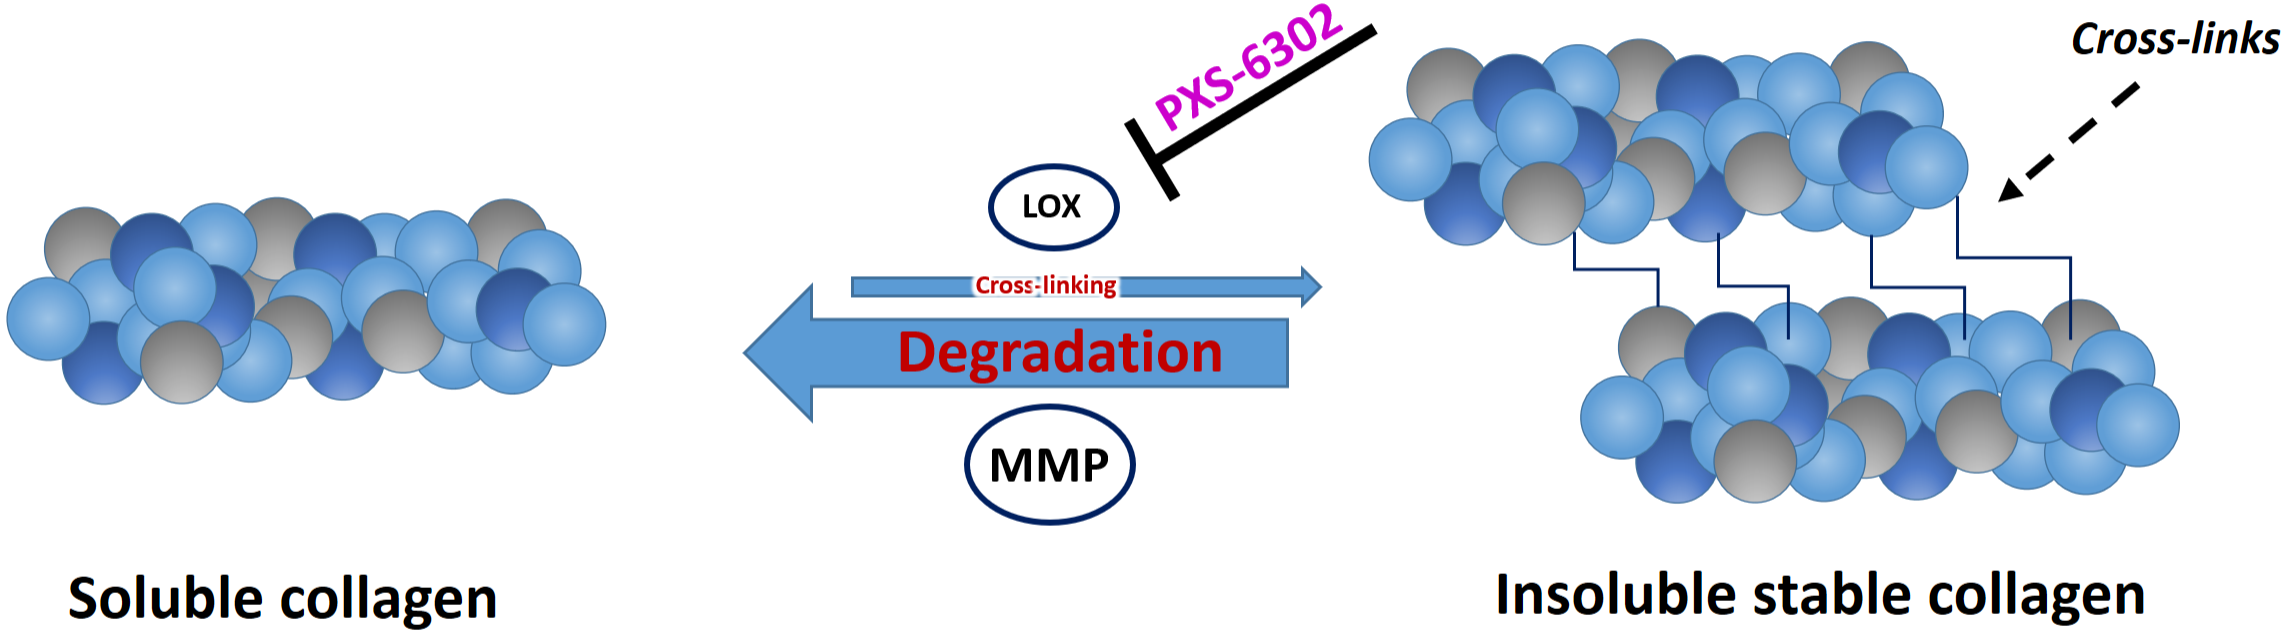 Cross-links
PXS-6302
LOX
Cross-linking
Degradation
MMP
Soluble collagen
Insoluble stable collagen